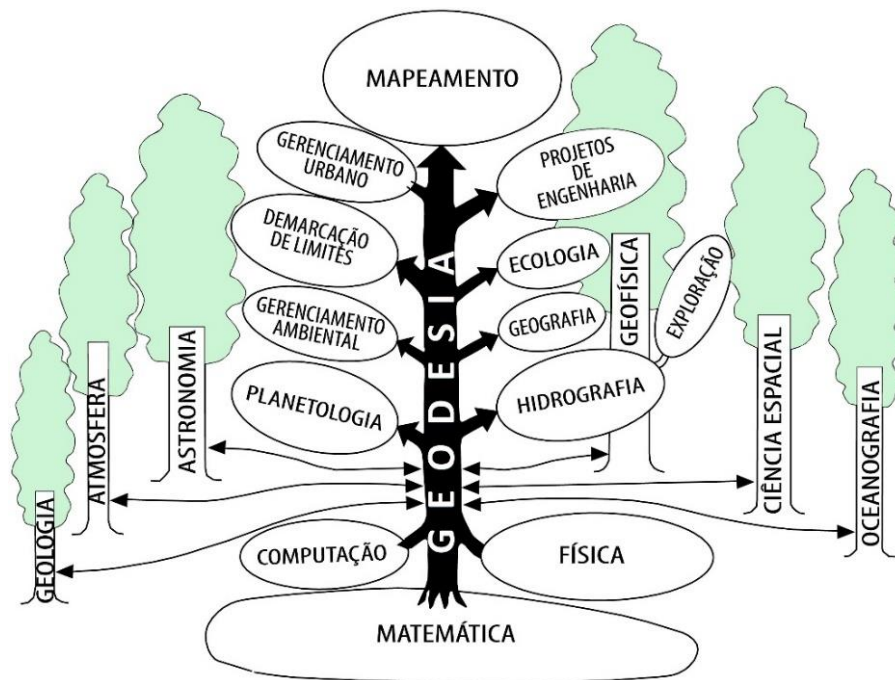 MAPEAMENTO
GERENCIAMENTO
URBANO
PROJETOS
DE
ENGENHARIA
DEMARCAÇÃO
DE LIMITES
ECOLOGIA
GERENCIAMENTO
AMBIENTAL
GEOGRAFIA
EXPLORAÇÃO
PLANETOLOGIA
HIDROGRAFIA
GEODESIA
GEOLOGIA
ATMOSFERA
ASTRONOMIA
GEOFÍSICA
CIÊNCIA ESPACIAL
OCEANOGRAFIA
COMPUTAÇÃO
FÍSICA
MATEMÁTICA